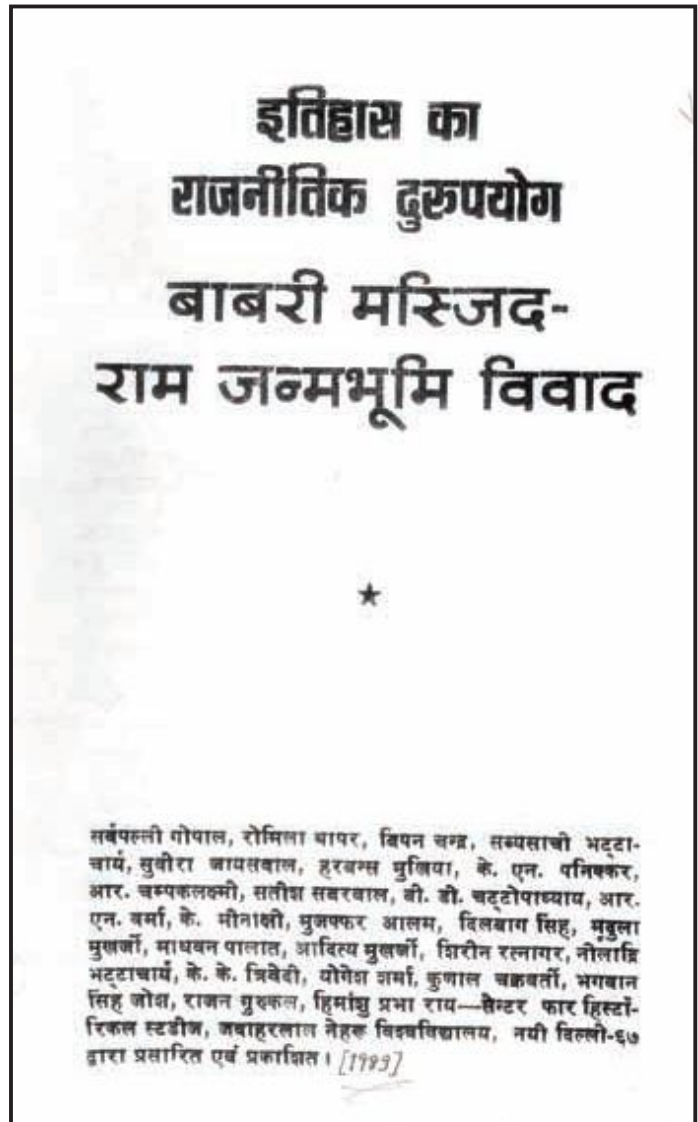 इतिहास का
राजनीतिक दुरुपयोग
बाबरी मस्जिद-
राम जन्मभूमि विवाद
★
सर्वपल्ली गोपाल, रोमिला थापर, बिपन चन्द्र, सब्यसाची भट्टा-
चार्य, सुवीरा जायसवाल, हरबन्स मुखिया, के. एन. पनिक्कर,
आर. चम्पकलक्ष्मी, सतीश सबरवाल, बी. डी. चट्टोपाध्याय, आर.
एन. वर्मा, के. मीनाक्षी, मुजफ्फर आलम, दिलबाग सिंह, मृदुला
मुखर्जी, माधवन पालात, आदित्य मुखर्जी, शिरीन रत्नागर, नीलाद्रि
भट्टाचार्य, के. के. त्रिवेदी, योगेश शर्मा, कुणाल चक्रवर्ती, भगवान
सिंह जोश, राजन गुरुकल, हिमांशु प्रभा राय—सेन्टर फार हिस्टॉ-
रिकल स्टडीज, जवाहरलाल नेहरू विश्वविद्यालय, नयी दिल्ली-६७
द्वारा प्रसारित एवं प्रकाशित। [1989]